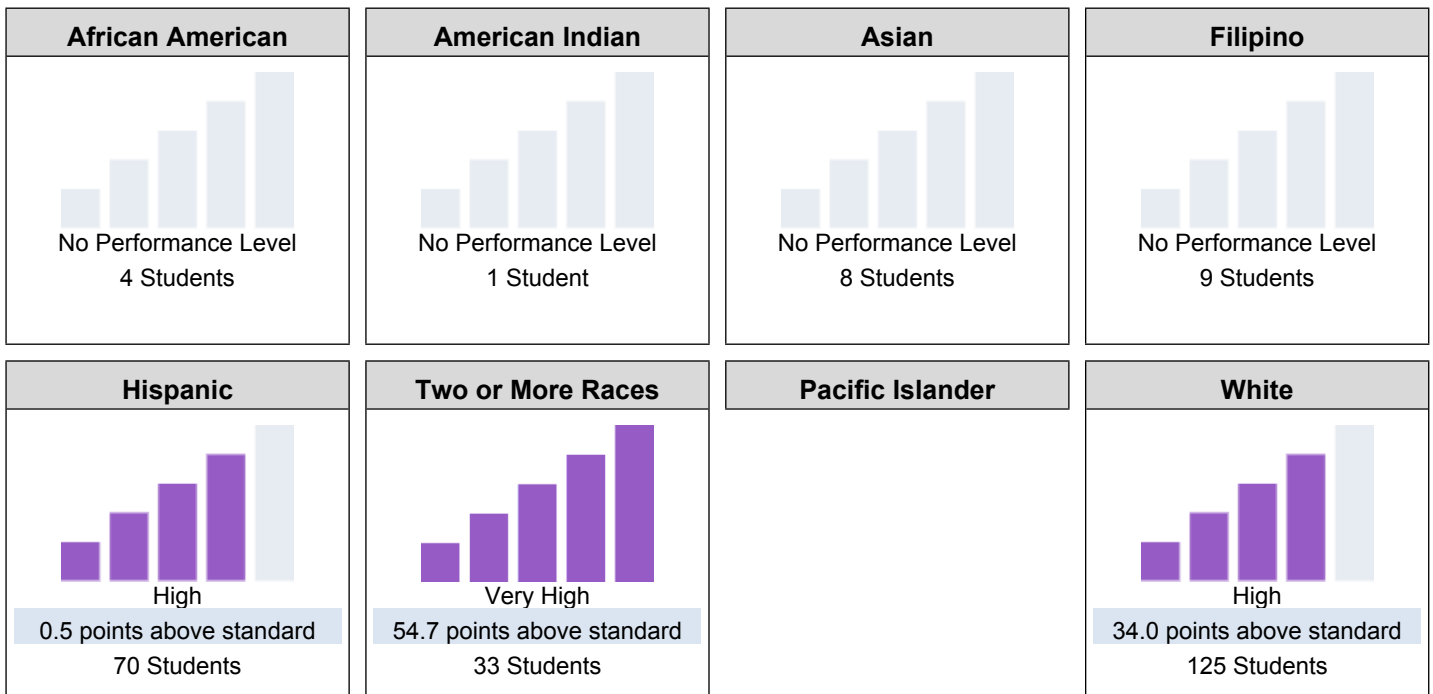 African American
No Performance Level
4 Students
American Indian
No Performance Level
1 Student
Asian
No Performance Level
8 Students
Filipino
No Performance Level
9 Students
Hispanic
High
0.5 points above standard
70 Students
Two or More Races
Very High
54.7 points above standard
33 Students
Pacific Islander
White
High
34.0 points above standard
125 Students